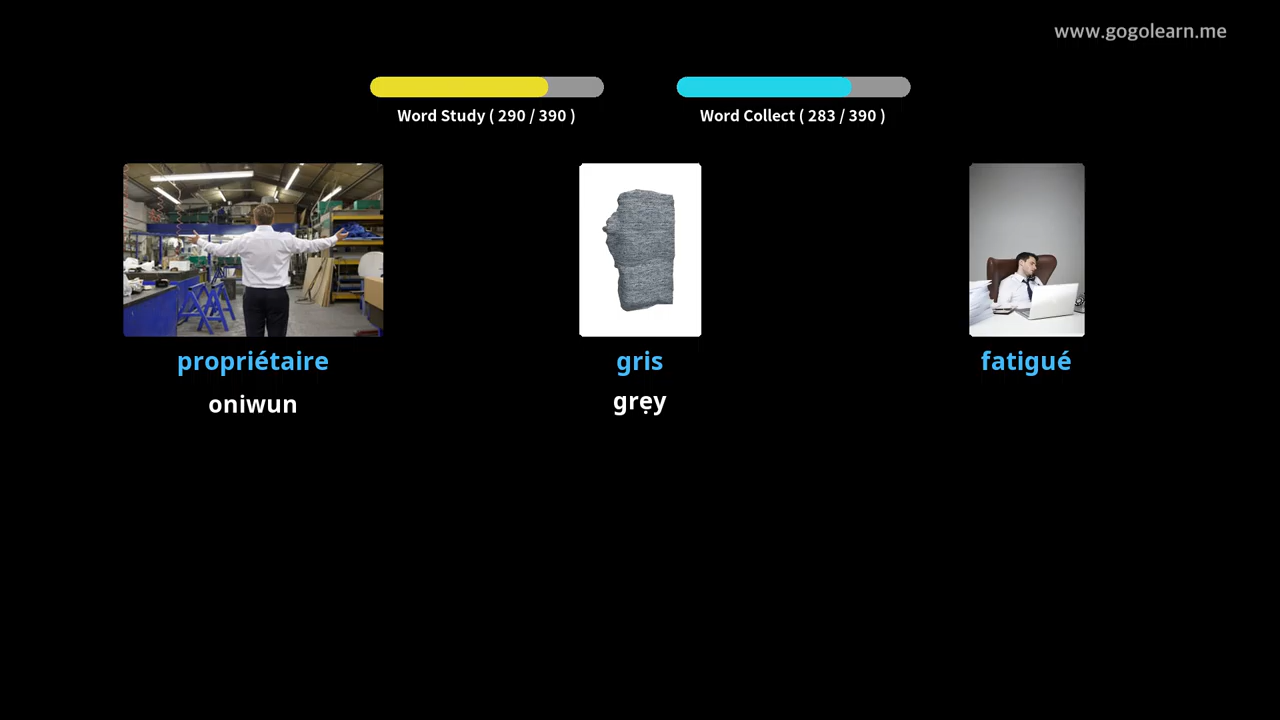 www.gogolearn.me
Word Study ( 290 / 390 )
Word Collect ( 283 / 390 )
propriétaire
gris
fatigué
oniwun
grẹy